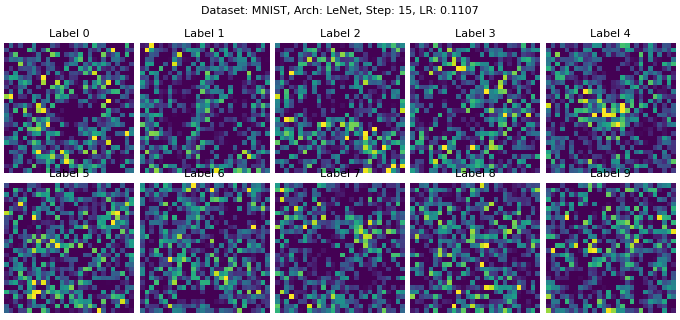 Dataset: MNIST, Arch: LeNet, Step: 15, LR: 0.1107
Label 0 Label 1 Label 2 Label 3 Label 4
Label 5 Label 6 Label 7 Label 8 Label 9